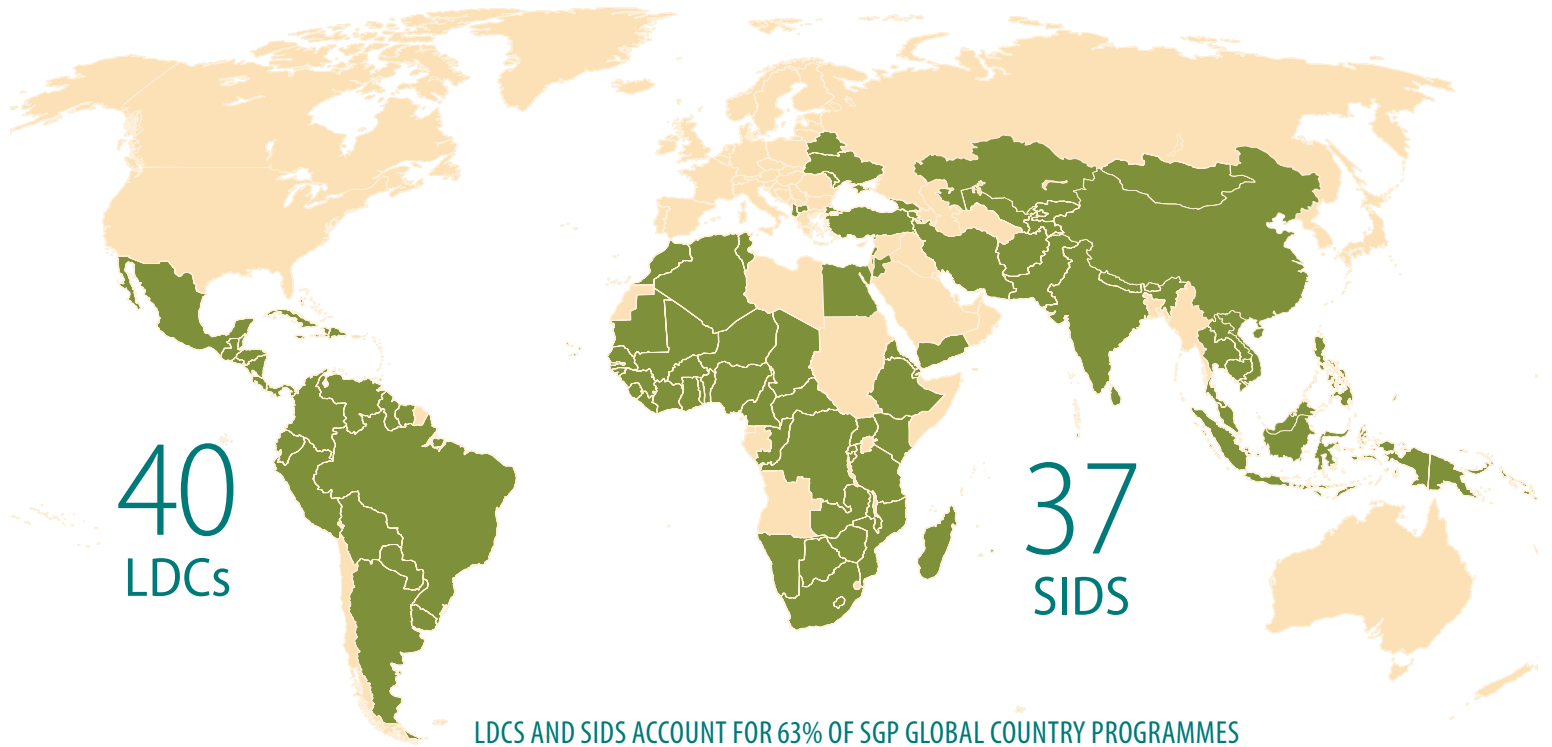 40
LDCs
37
SIDS
LDCS AND SIDS ACCOUNT FOR 63% OF SGP GLOBAL COUNTRY PROGRAMMES